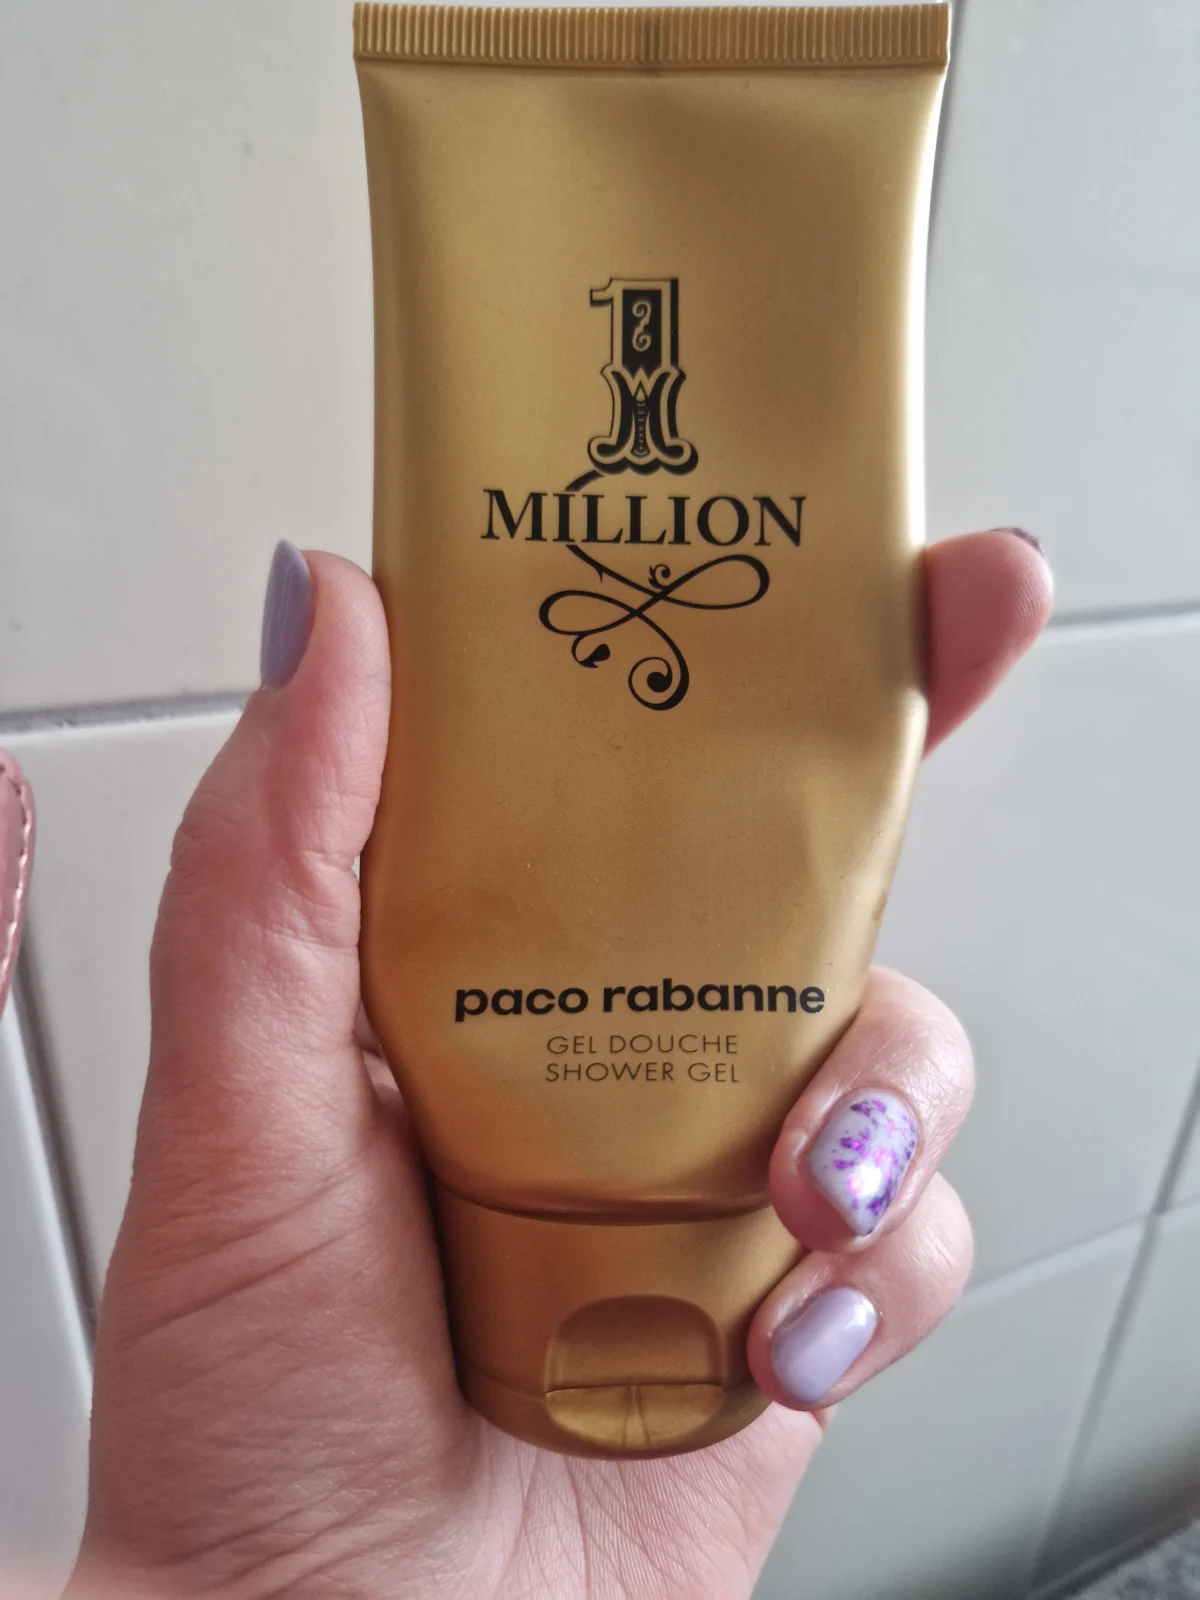 1
M
MILLION
paco rabanne
GEL DOUCHE
SHOWER GEL